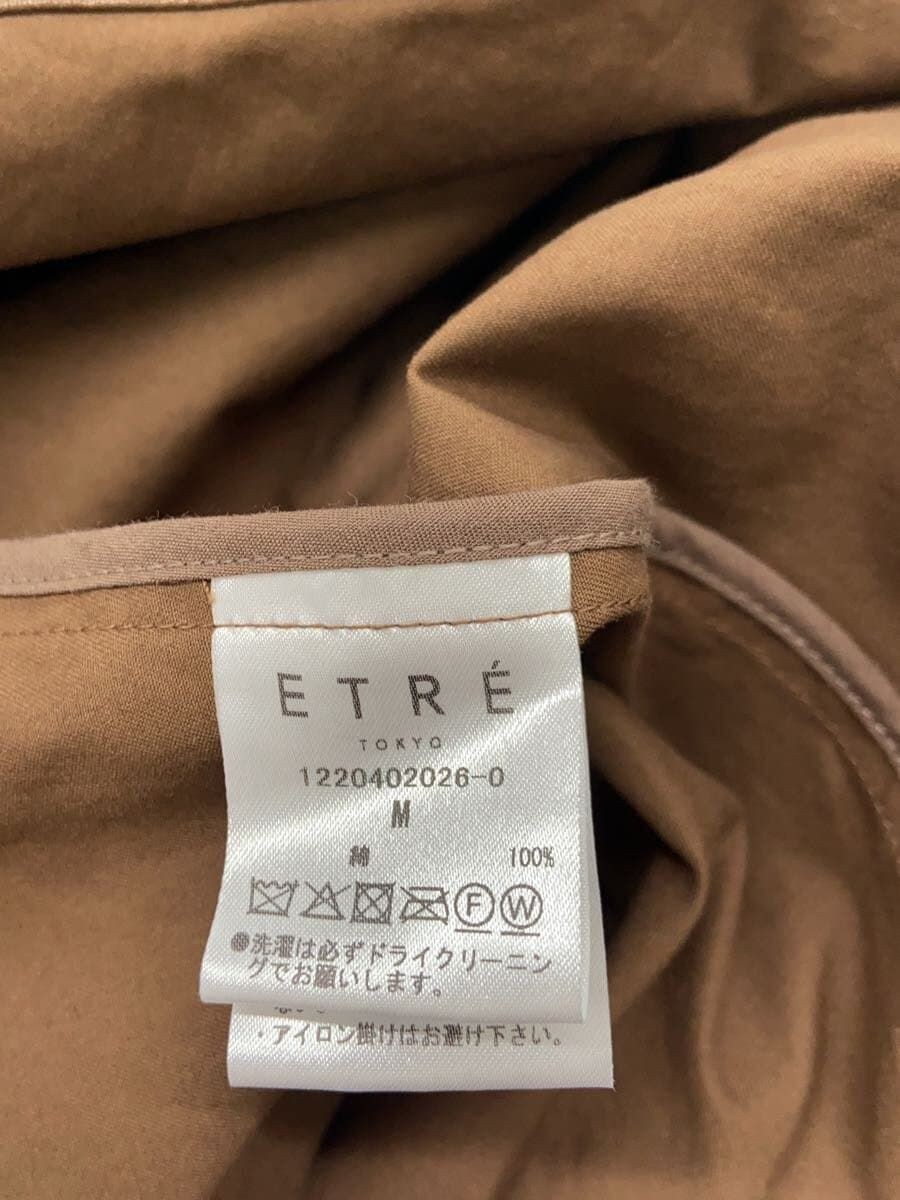 ETRÉ
TOKYO
1220402026-0
M
綿 100%
F W
●洗濯は必ずドライクリーニン
グでお願いします。
・アイロン掛けはお避け下さい。